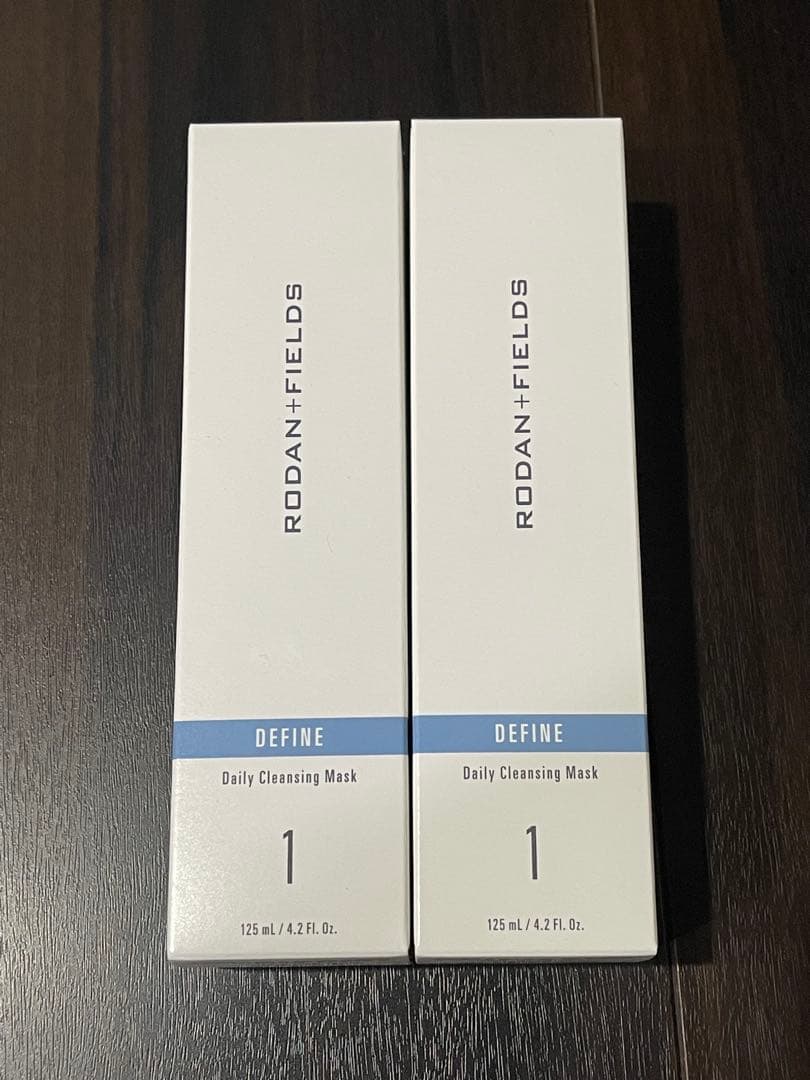 RODAN+FIELDS
DEFINE
Daily Cleansing Mask
1
125 mL / 4.2 Fl. Oz.
RODAN+FIELDS
DEFINE
Daily Cleansing Mask
1
125 mL / 4.2 Fl. Oz.